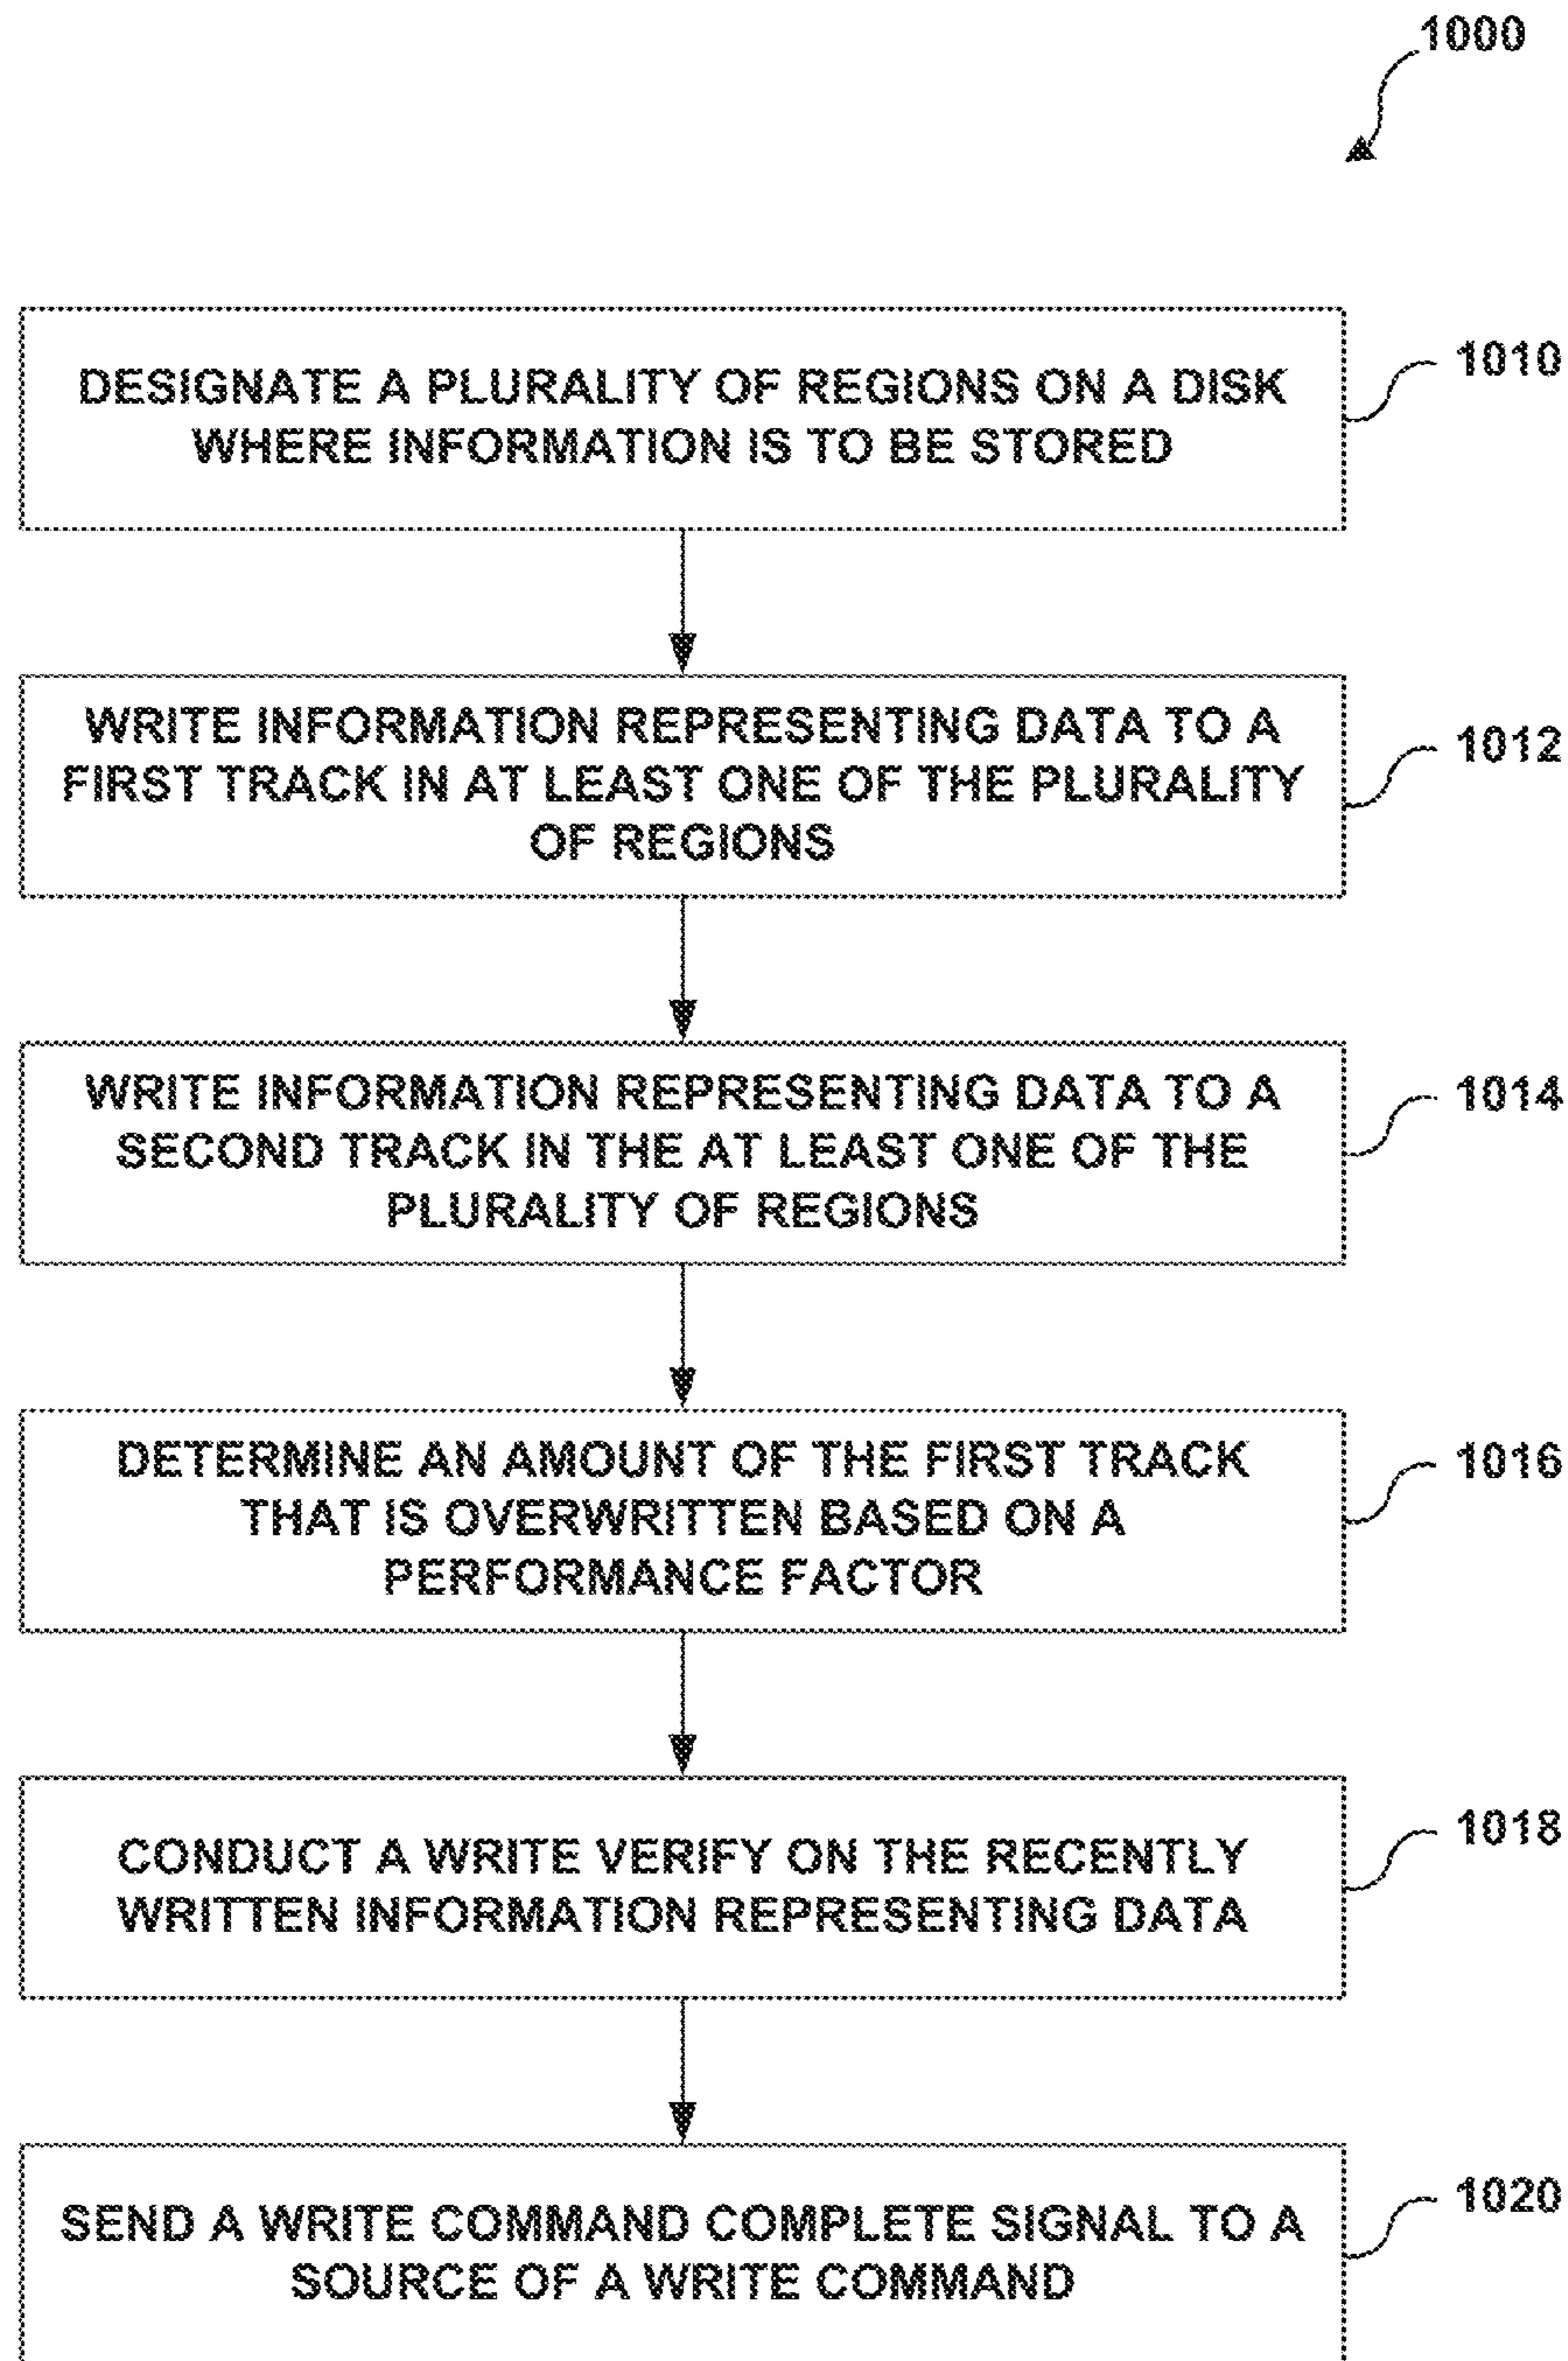 1000
DESIGNATE A PLURALITY OF REGIONS ON A DISK
WHERE INFORMATION IS TO BE STORED
1010
WRITE INFORMATION REPRESENTING DATA TO A
FIRST TRACK IN AT LEAST ONE OF THE PLURALITY
OF REGIONS
1012
WRITE INFORMATION REPRESENTING DATA TO A
SECOND TRACK IN THE AT LEAST ONE OF THE
PLURALITY OF REGIONS
1014
DETERMINE AN AMOUNT OF THE FIRST TRACK
THAT IS OVERWRITTEN BASED ON A
PERFORMANCE FACTOR
1016
CONDUCT A WRITE VERIFY ON THE RECENTLY
WRITTEN INFORMATION REPRESENTING DATA
1018
SEND A WRITE COMMAND COMPLETE SIGNAL TO A
SOURCE OF A WRITE COMMAND
1020